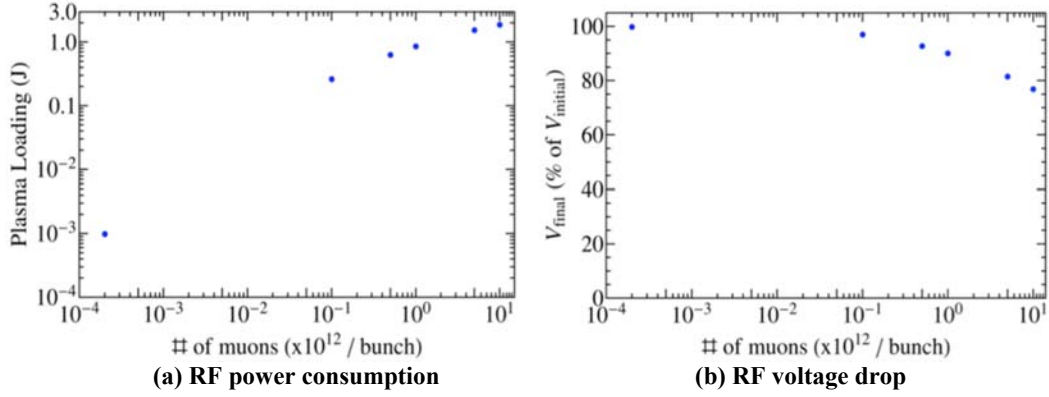 3.0
1.0
0.1
10⁻²
10⁻³
10⁻⁴
Plasma Loading (J)
10⁻⁴ 10⁻³ 10⁻² 10⁻¹ 10⁰ 10¹
# of muons (x10¹² / bunch)
(a) RF power consumption
100
80
60
40
20
0
V_final (% of V_initial)
10⁻⁴ 10⁻³ 10⁻² 10⁻¹ 10⁰ 10¹
# of muons (x10¹² / bunch)
(b) RF voltage drop